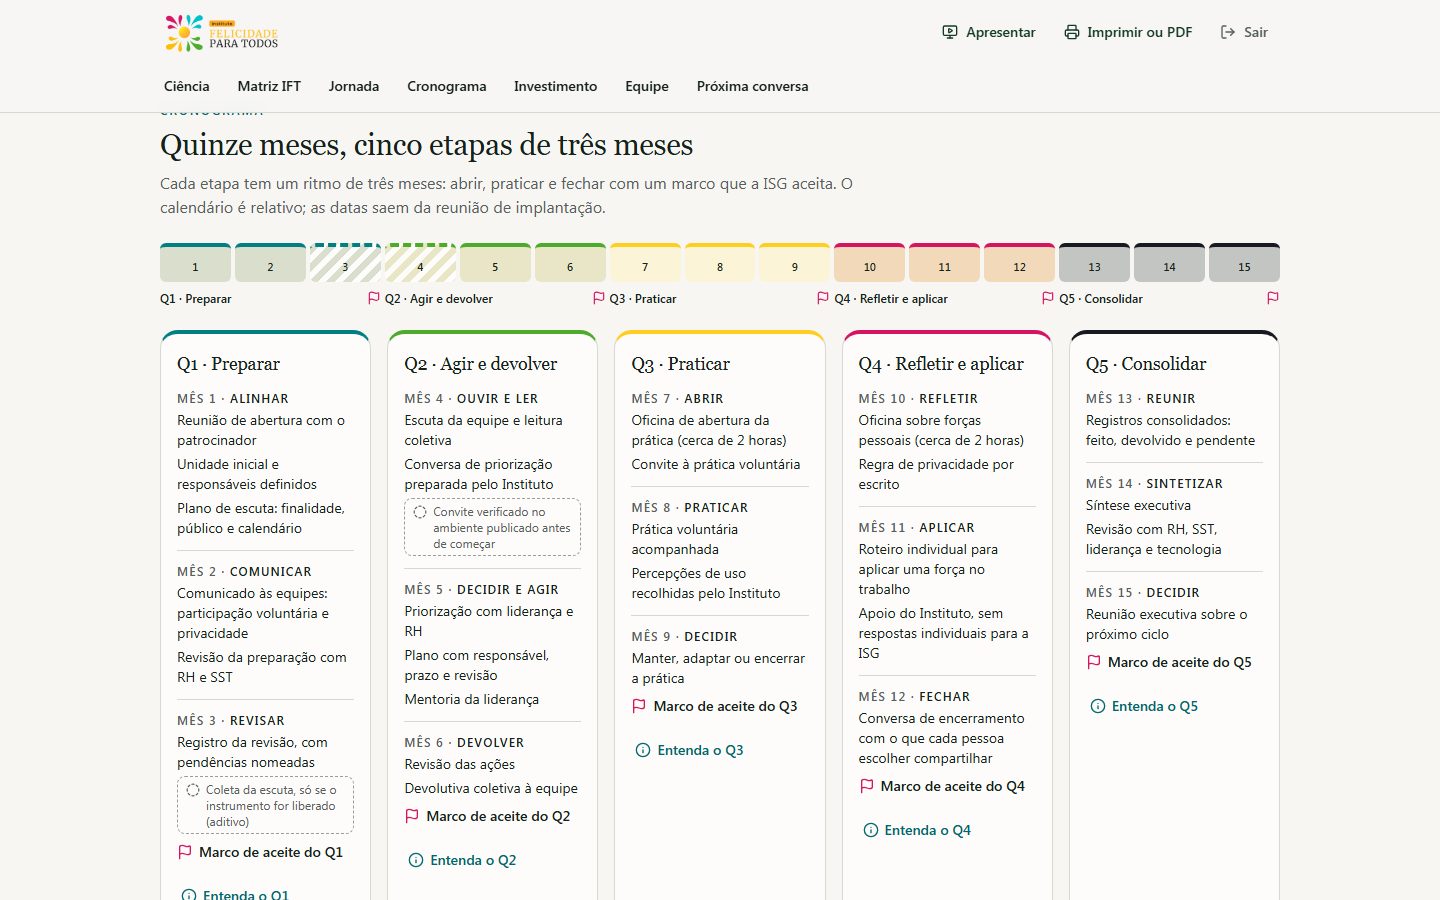 Instituto
FELICIDADE
PARA TODOS
Apresentar
Imprimir ou PDF
Sair
Ciência
Matriz IFT
Jornada
Cronograma
Investimento
Equipe
Próxima conversa
CRONOGRAMA
Quinze meses, cinco etapas de três meses
Cada etapa tem um ritmo de três meses: abrir, praticar e fechar com um marco que a ISG aceita. O
calendário é relativo; as datas saem da reunião de implantação.
1
2
3
4
5
6
7
8
9
10
11
12
13
14
15
Q1 · Preparar
Q2 · Agir e devolver
Q3 · Praticar
Q4 · Refletir e aplicar
Q5 · Consolidar
Q1 · Preparar
MÊS 1 · ALINHAR
Reunião de abertura com o
patrocinador
Unidade inicial e
responsáveis definidos
Plano de escuta: finalidade,
público e calendário
MÊS 2 · COMUNICAR
Comunicado às equipes:
participação voluntária e
privacidade
Revisão da preparação com
RH e SST
MÊS 3 · REVISAR
Registro da revisão, com
pendências nomeadas
Coleta da escuta, só se o
instrumento for liberado
(aditivo)
Marco de aceite do Q1
Entenda o Q1
Q2 · Agir e devolver
MÊS 4 · OUVIR E LER
Escuta da equipe e leitura
coletiva
Conversa de priorização
preparada pelo Instituto
Convite verificado no
ambiente publicado antes
de começar
MÊS 5 · DECIDIR E AGIR
Priorização com liderança e
RH
Plano com responsável,
prazo e revisão
Mentoria da liderança
MÊS 6 · DEVOLVER
Revisão das ações
Devolutiva coletiva à equipe
Marco de aceite do Q2
Entenda o Q2
Q3 · Praticar
MÊS 7 · ABRIR
Oficina de abertura da
prática (cerca de 2 horas)
Convite à prática voluntária
MÊS 8 · PRATICAR
Prática voluntária
acompanhada
Percepções de uso
recolhidas pelo Instituto
MÊS 9 · DECIDIR
Manter, adaptar ou encerrar
a prática
Marco de aceite do Q3
Entenda o Q3
Q4 · Refletir e aplicar
MÊS 10 · REFLETIR
Oficina sobre forças
pessoais (cerca de 2 horas)
Regra de privacidade por
escrito
MÊS 11 · APLICAR
Roteiro individual para
aplicar uma força no
trabalho
Apoio do Instituto, sem
respostas individuais para a
ISG
MÊS 12 · FECHAR
Conversa de encerramento
com o que cada pessoa
escolher compartilhar
Marco de aceite do Q4
Entenda o Q4
Q5 · Consolidar
MÊS 13 · REUNIR
Registros consolidados:
feito, devolvido e pendente
MÊS 14 · SINTETIZAR
Síntese executiva
Revisão com RH, SST,
liderança e tecnologia
MÊS 15 · DECIDIR
Reunião executiva sobre o
próximo ciclo
Marco de aceite do Q5
Entenda o Q5